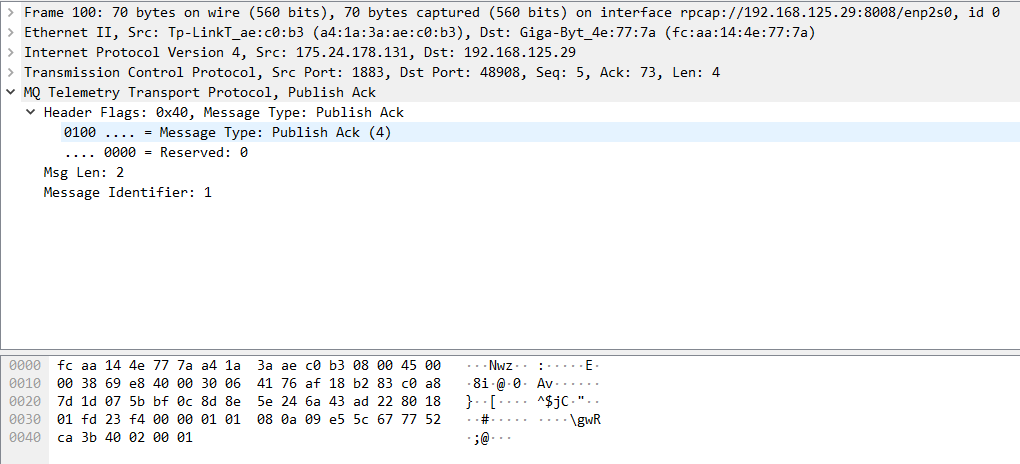 Frame 100: 70 bytes on wire (560 bits), 70 bytes captured (560 bits) on interface rpcap://192.168.125.29:8008/enp2s0, id 0
Ethernet II, Src: Tp-LinkT_ae:c0:b3 (a4:1a:3a:ae:c0:b3), Dst: Giga-Byt_4e:77:7a (fc:aa:14:4e:77:7a)
Internet Protocol Version 4, Src: 175.24.178.131, Dst: 192.168.125.29
Transmission Control Protocol, Src Port: 1883, Dst Port: 48908, Seq: 5, Ack: 73, Len: 4
MQ Telemetry Transport Protocol, Publish Ack
Header Flags: 0x40, Message Type: Publish Ack
0100 .... = Message Type: Publish Ack (4)
.... 0000 = Reserved: 0
Msg Len: 2
Message Identifier: 1
0000 fc aa 14 4e 77 7a a4 1a 3a ae c0 b3 08 00 45 00 ···Nwz·· :·····E·
0010 00 38 69 e8 40 00 30 06 41 76 af 18 b2 83 c0 a8 ·8i·@·0· Av······
0020 7d 1d 07 5b bf 0c 8d 8e 5e 24 6a 43 ad 22 80 18 }··[···· ^$jC·"··
0030 01 fd 23 f4 00 00 01 01 08 0a 09 e5 5c 67 77 52 ··#····· ····\gwR
0040 ca 3b 40 02 00 01 ·;@···